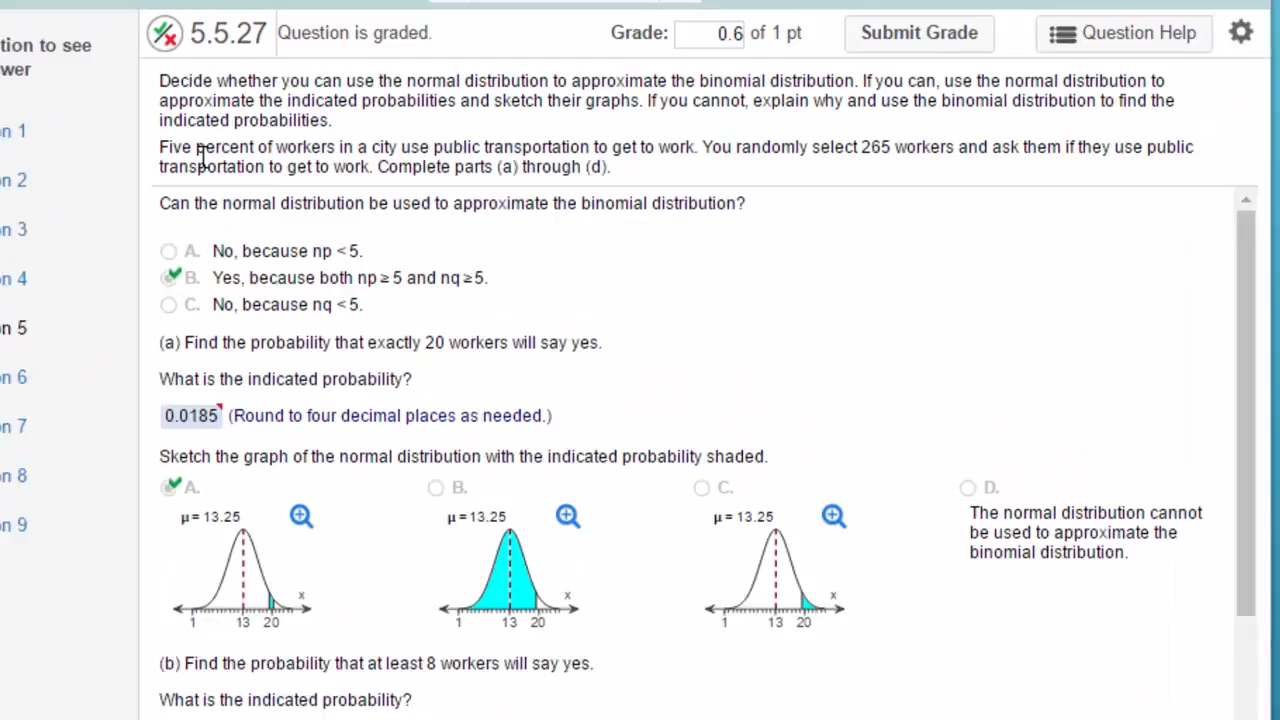 tion to see
wer
on 1
on 2
on 3
on 4
on 5
on 6
on 7
on 8
on 9
5.5.27 Question is graded. Grade: 0.6 of 1 pt Submit Grade Question Help
Decide whether you can use the normal distribution to approximate the binomial distribution. If you can, use the normal distribution to
approximate the indicated probabilities and sketch their graphs. If you cannot, explain why and use the binomial distribution to find the
indicated probabilities.
Five percent of workers in a city use public transportation to get to work. You randomly select 265 workers and ask them if they use public
transportation to get to work. Complete parts (a) through (d).
Can the normal distribution be used to approximate the binomial distribution?
A. No, because np < 5.
B. Yes, because both np ≥ 5 and nq ≥ 5.
C. No, because nq < 5.
(a) Find the probability that exactly 20 workers will say yes.
What is the indicated probability?
0.0185 (Round to four decimal places as needed.)
Sketch the graph of the normal distribution with the indicated probability shaded.
A.
μ = 13.25
x
1 13 20
B.
μ = 13.25
x
1 13 20
C.
μ = 13.25
x
1 13 20
D.
The normal distribution cannot
be used to approximate the
binomial distribution.
(b) Find the probability that at least 8 workers will say yes.
What is the indicated probability?